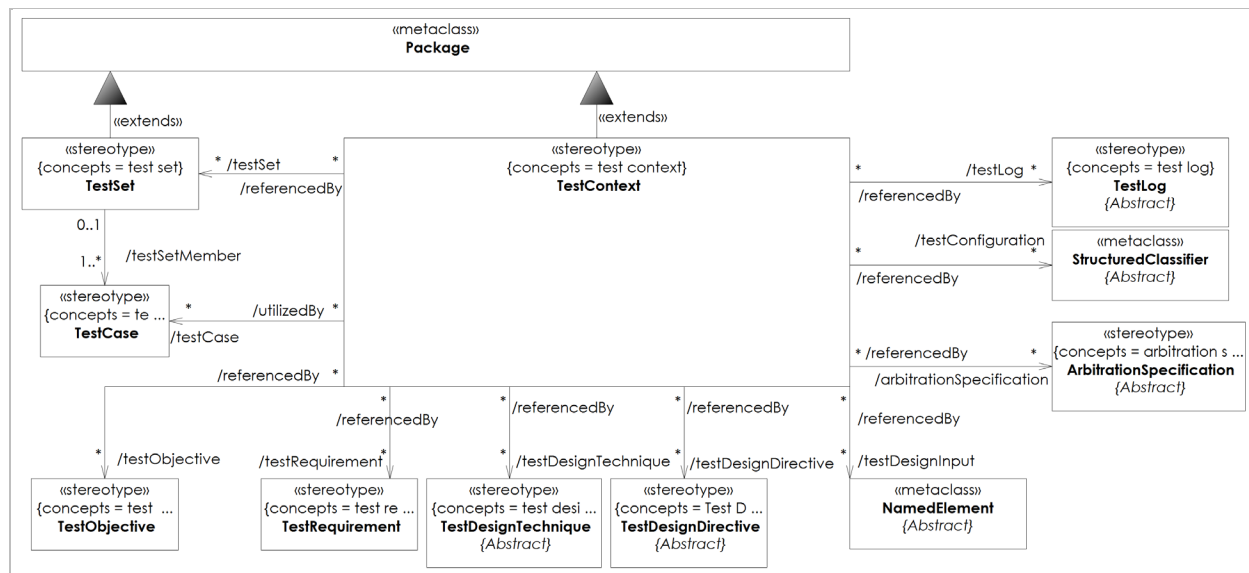 «metaclass»
Package
«extends»
«extends»
«stereotype»
{concepts = test set}
TestSet
* /testSet *
/referencedBy
«stereotype»
{concepts = test context}
TestContext
* /testLog *
/referencedBy
«stereotype»
{concepts = test log}
TestLog
{Abstract}
0..1
1..* /testSetMember
/testConfiguration
* *
/referencedBy
«metaclass»
StructuredClassifier
{Abstract}
«stereotype»
{concepts = te ...
TestCase
* /utilizedBy *
/testCase
* /referencedBy *
/arbitrationSpecification
«stereotype»
{concepts = arbitration s ...
ArbitrationSpecification
{Abstract}
/referencedBy *
*
/referencedBy
*
/referencedBy
*
/referencedBy
*
/referencedBy
* /testObjective
/testRequirement *
* /testDesignTechnique
* /testDesignDirective
* /testDesignInput
«stereotype»
{concepts = test ...
TestObjective
«stereotype»
{concepts = test re ...
TestRequirement
«stereotype»
{concepts = test desi ...
TestDesignTechnique
{Abstract}
«stereotype»
{concepts = Test D ...
TestDesignDirective
{Abstract}
«metaclass»
NamedElement
{Abstract}